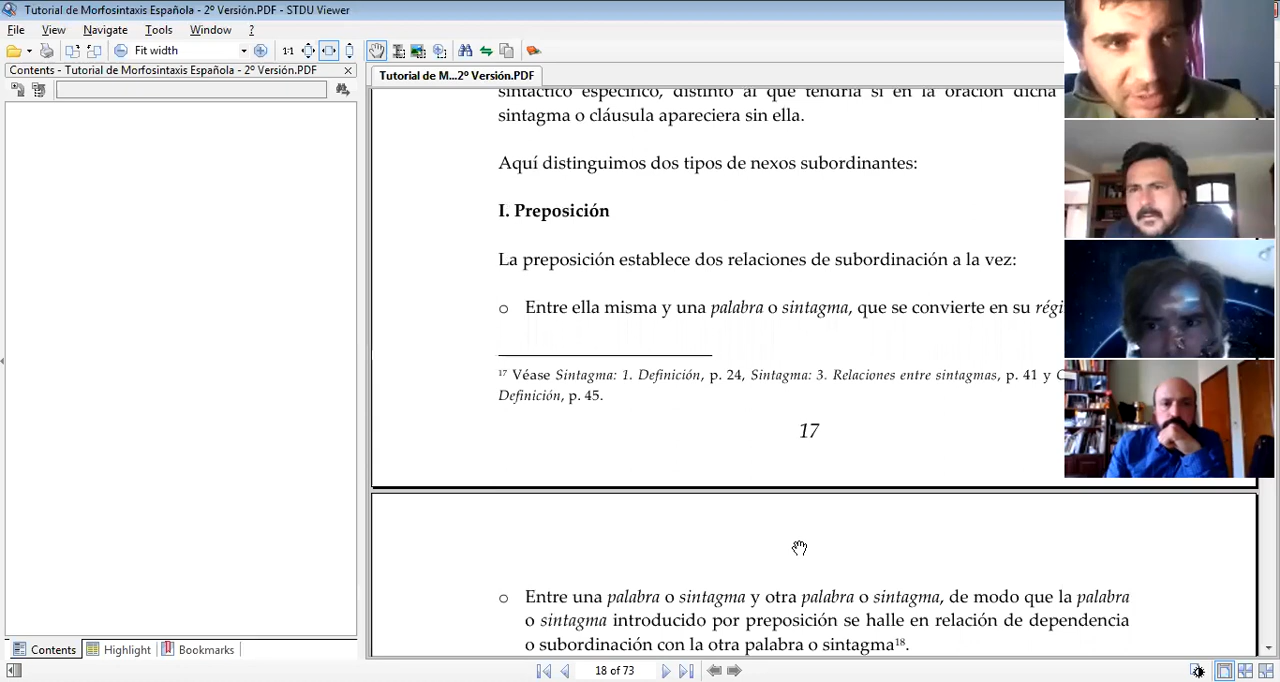 Tutorial de Morfosintaxis Española - 2º Versión.PDF - STDU Viewer
File View Navigate Tools Window ?
Fit width 1:1
Contents - Tutorial de Morfosintaxis Española - 2º Versión.PDF
Tutorial de M...2º Versión.PDF
sintáctico específico, distinto al que tendría si en la oración dicha
sintagma o cláusula apareciera sin ella.
Aquí distinguimos dos tipos de nexos subordinantes:
I. Preposición
La preposición establece dos relaciones de subordinación a la vez:
o Entre ella misma y una palabra o sintagma, que se convierte en su
17 Véase Sintagma: 1. Definición, p. 24, Sintagma: 3. Relaciones entre sintagmas, p. 41 y
Definición, p. 45.
17
o Entre una palabra o sintagma y otra palabra o sintagma, de modo que la palabra
o sintagma introducido por preposición se halle en relación de dependencia
o subordinación con la otra palabra o sintagma18.
Contents Highlight Bookmarks
18 of 73